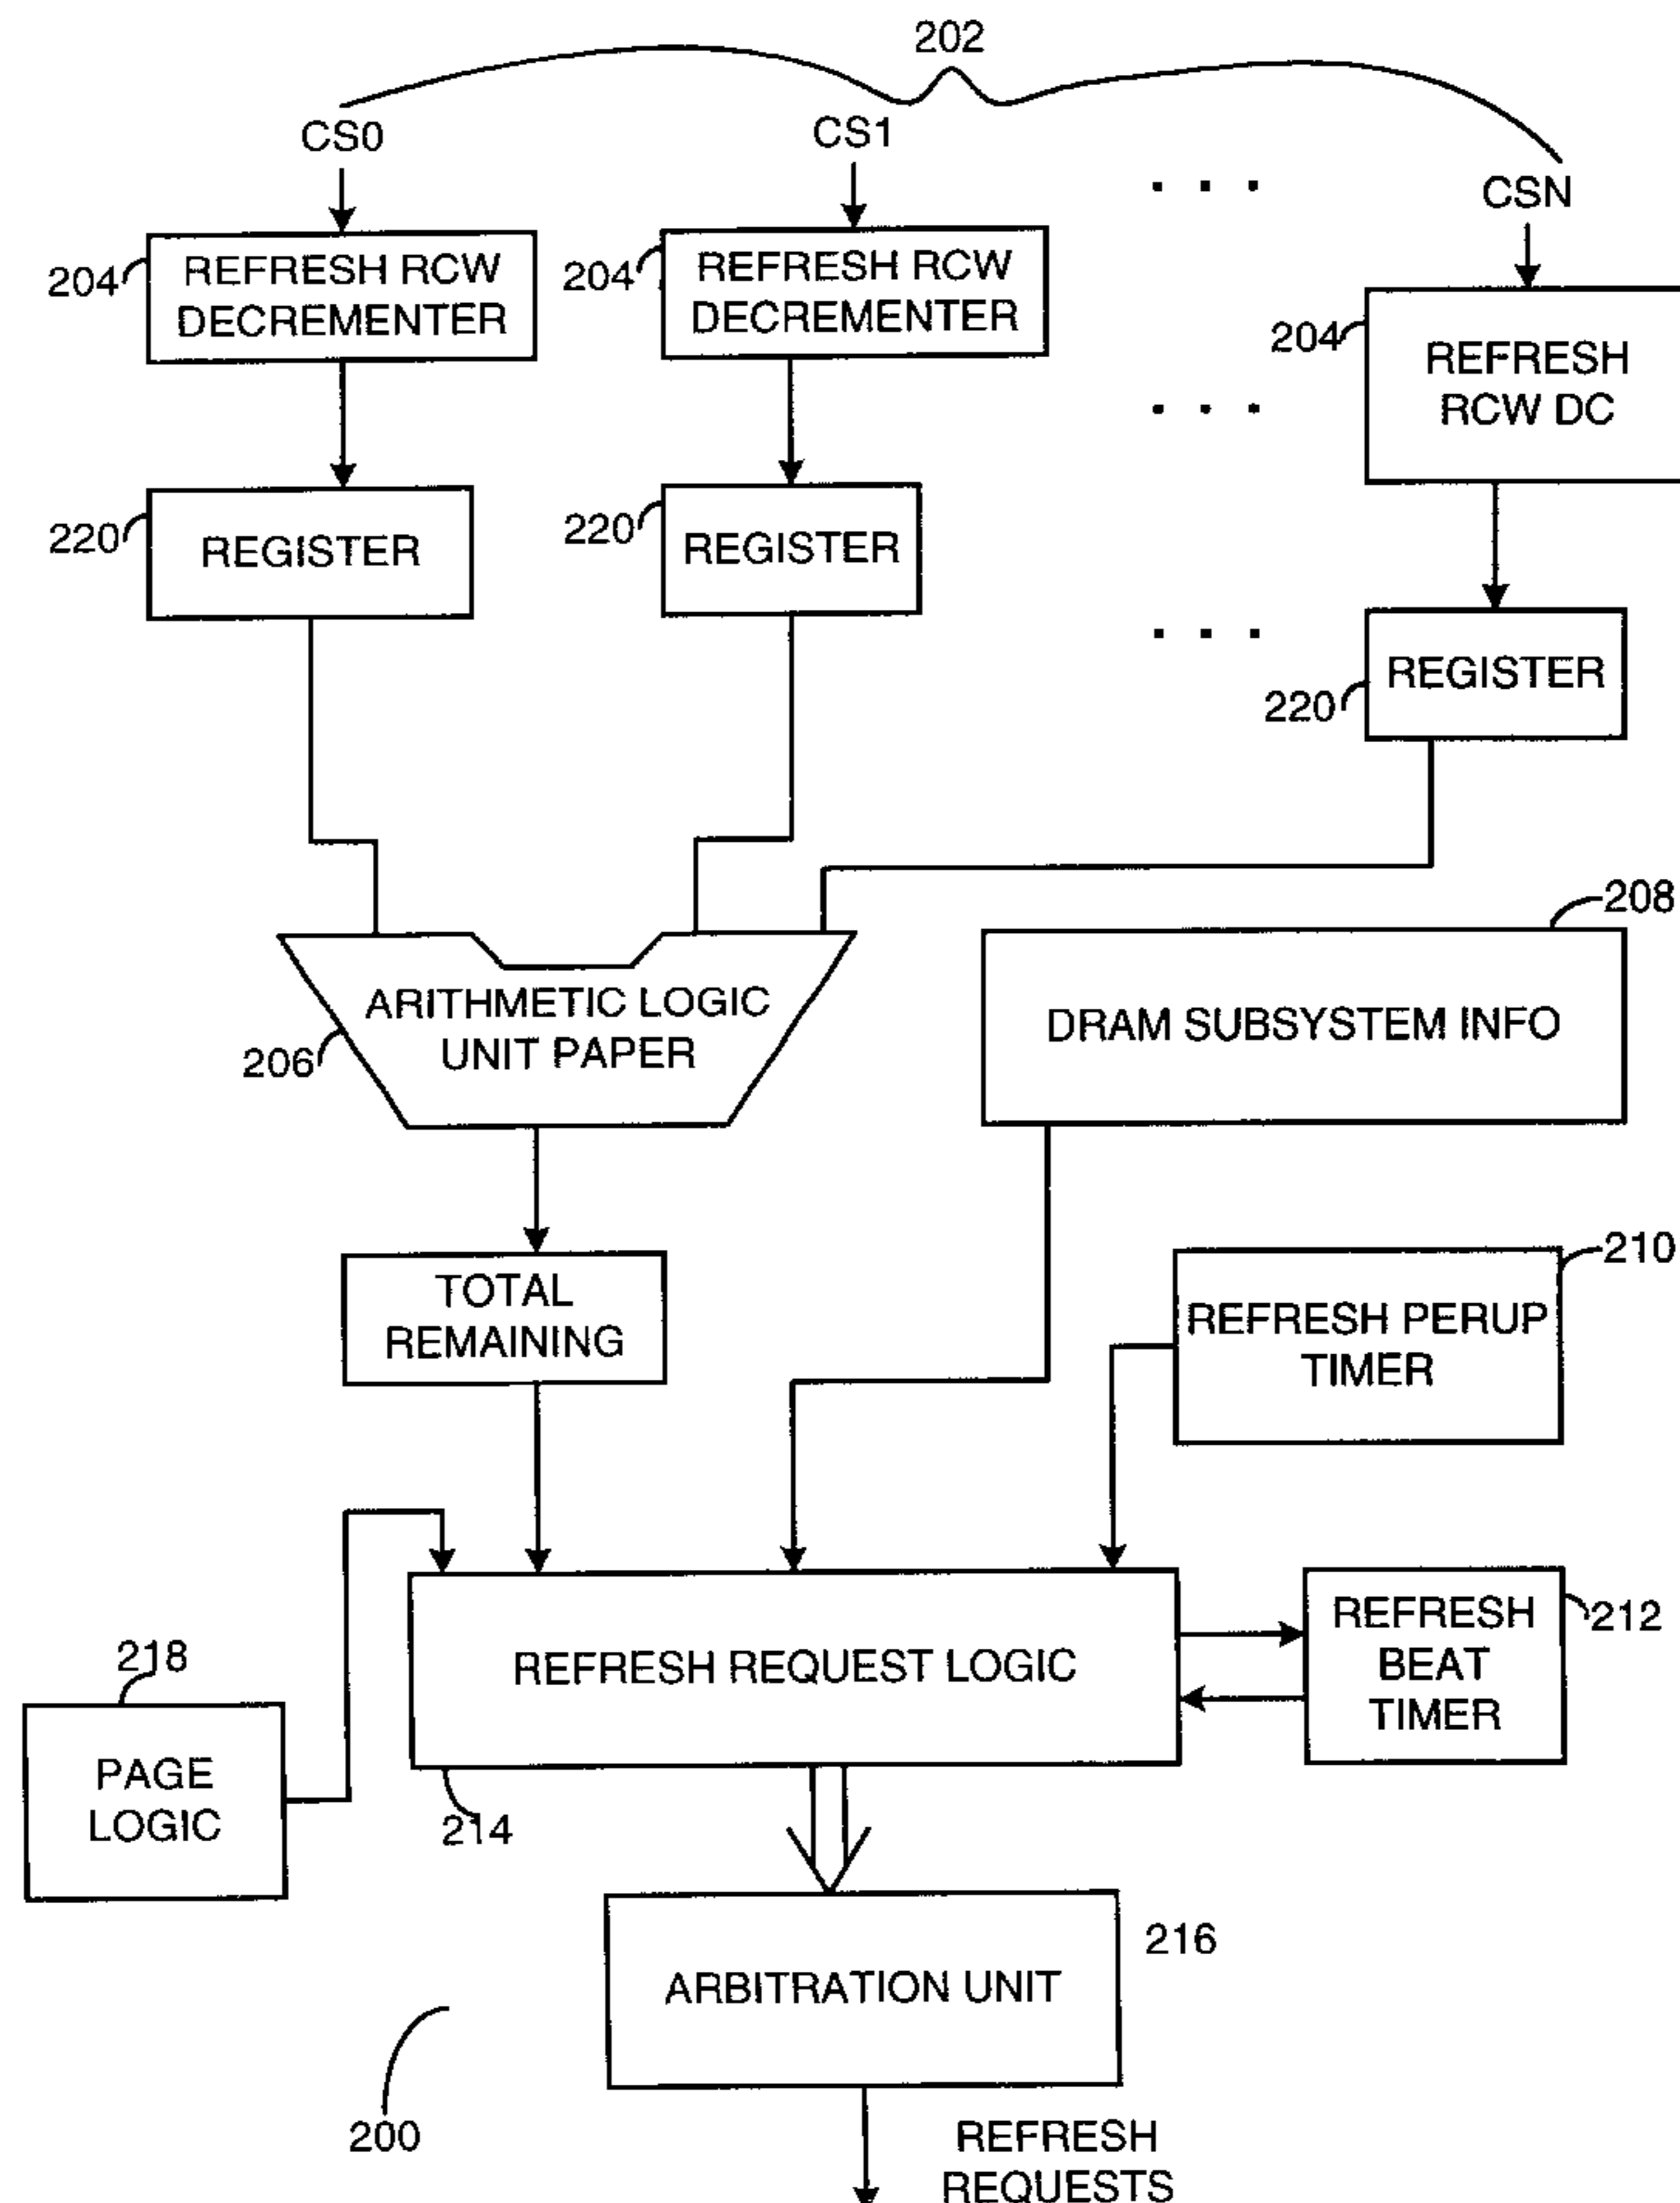 202
CS0
CS1
. . .
CSN
204
REFRESH RCW
DECREMENTER
204
REFRESH RCW
DECREMENTER
204
REFRESH
RCW DC
. . .
220
REGISTER
220
REGISTER
. . .
220
REGISTER
208
ARITHMETIC LOGIC
UNIT PAPER
206
DRAM SUBSYSTEM INFO
210
TOTAL
REMAINING
REFRESH PERUP
TIMER
212
REFRESH
BEAT
TIMER
REFRESH REQUEST LOGIC
218
PAGE
LOGIC
214
216
ARBITRATION UNIT
200
REFRESH
REQUESTS